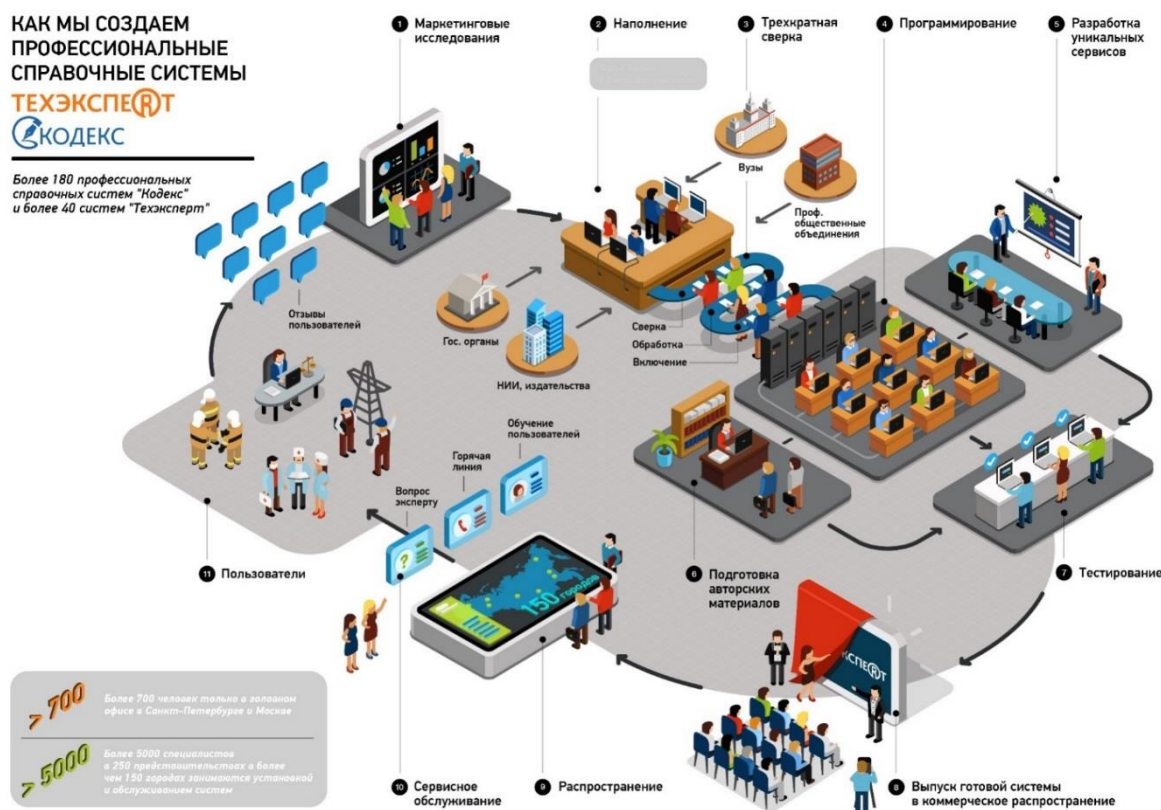 КАК МЫ СОЗДАЕМ
ПРОФЕССИОНАЛЬНЫЕ
СПРАВОЧНЫЕ СИСТЕМЫ
ТЕХЭКСПЕRТ
КОДЕКС
Более 180 профессиональных
справочных систем "Кодекс"
и более 40 систем "Техэксперт"
1 Маркетинговые
исследования
2 Наполнение
3 Трехкратная
сверка
4 Программирование
5 Разработка
уникальных
сервисов
Вузы
Проф.
общественные
объединения
Отзывы
пользователей
Гос. органы
НИИ, издательства
Сверка
Обработка
Включение
Обучение
пользователей
Горячая
линия
Вопрос
эксперту
?
150 городов
11 Пользователи
6 Подготовка
авторских
материалов
7 Тестирование
КСПЕRТ
> 700
Более 700 человек только в головном
офисе в Санкт-Петербурге и Москве
> 5000
Более 5000 специалистов
в 250 представительствах в более
чем 150 городах занимаются установкой
и обслуживанием систем
10 Сервисное
обслуживание
9 Распространение
8 Выпуск готовой системы
в коммерческое распространение